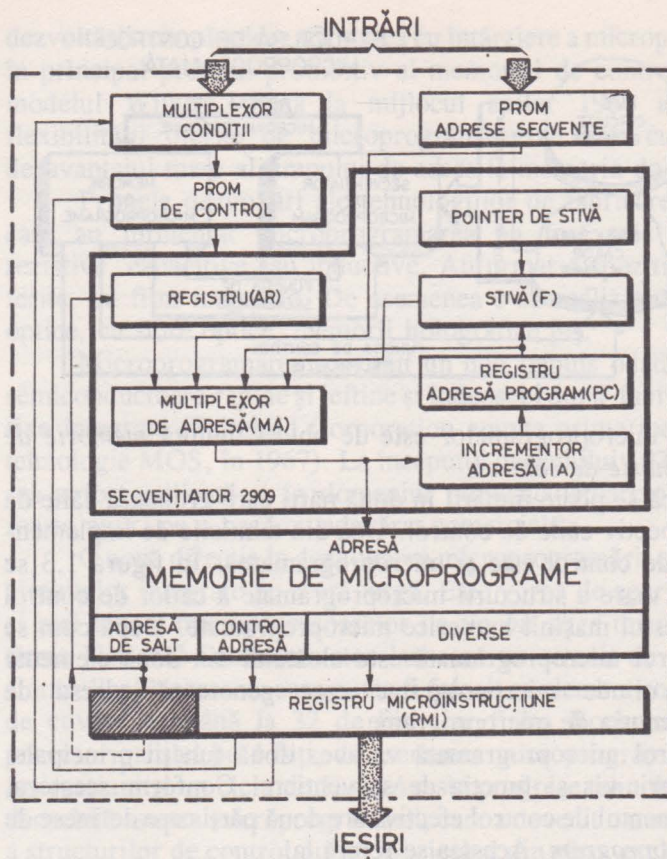 INTRĂRI
MULTIPLEXOR
CONDIȚII
PROM
ADRESE SECVENȚE
PROM
DE CONTROL
POINTER DE STIVĂ
REGISTRU(AR)
STIVĂ(F)
REGISTRU
ADRESĂ PROGRAM(PC)
MULTIPLEXOR
DE ADRESĂ(MA)
INCREMENTOR
ADRESĂ(IA)
SECVENȚIATOR 2909
ADRESĂ
MEMORIE DE MICROPROGRAME
ADRESĂ
DE SALT
CONTROL
ADRESĂ
DIVERSE
REGISTRU MICROINSTRUCȚIUNE
(RMI)
IEȘIRI